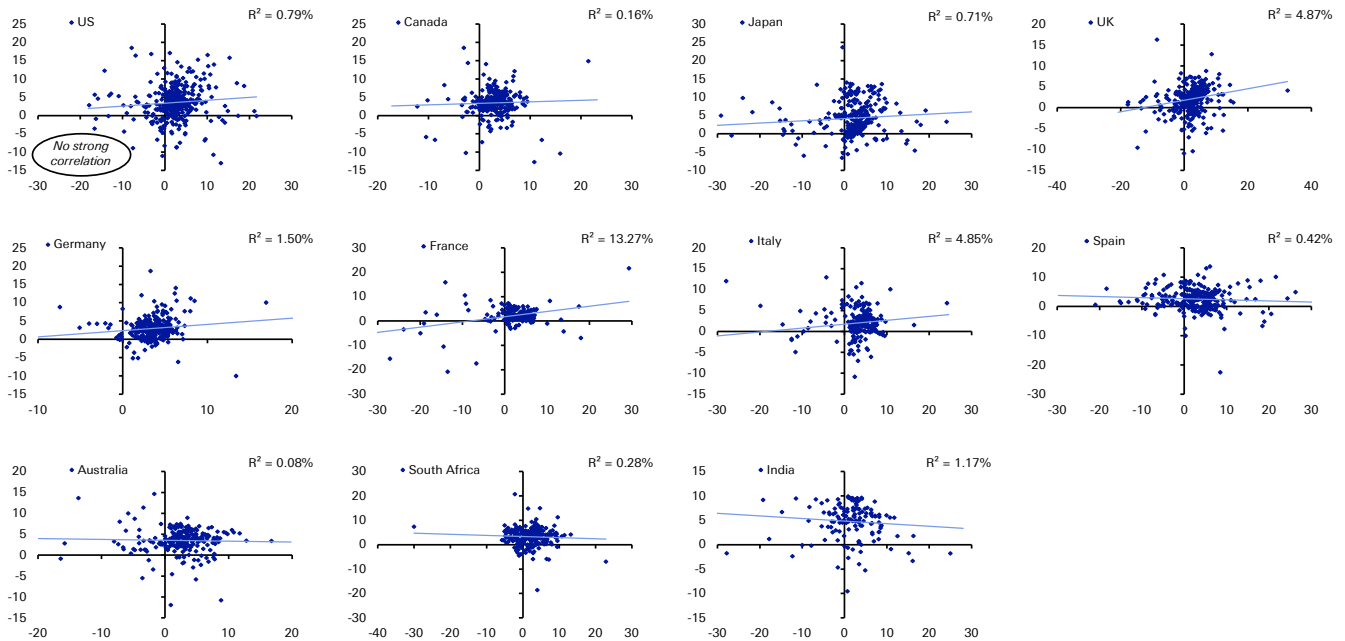 US
R² = 0.79%
25
20
15
10
5
0
-5
-10
-15
No strong
correlation
-30 -20 -10 0 10 20 30
Canada
R² = 0.16%
25
20
15
10
5
0
-5
-10
-15
-30 -20 -10 0 10 20 30
Japan
R² = 0.71%
30
25
20
15
10
5
0
-5
10
-30 -20 -10 0 10 20 30
UK
R² = 4.87%
20
15
10
5
0
-5
-10
-15
-40 -20 0 20 40
Germany
R² = 1.50%
25
20
15
10
5
0
-5
-10
-15
-10 0 10 20
France
R² = 13.27%
30
20
10
0
-10
-20
-30
-30 -20 -10 0 10 20 30
Italy
R² = 4.85%
20
15
10
5
0
-5
-10
-15
-30 -20 -10 0 10 20 30
Spain
R² = 0.42%
20
10
0
-10
-20
-30
-30 -20 -10 0 10 20 30
Australia
R² = 0.08%
20
15
10
5
0
-5
-10
-15
-20 -10 0 10 20
South Africa
R² = 0.28%
30
20
10
0
-10
-20
-30
-40 -30 -20 -10 0 10 20 30
India
R² = 1.17%
15
10
5
0
-5
-10
-15
-30 -20 -10 0 10 20 30